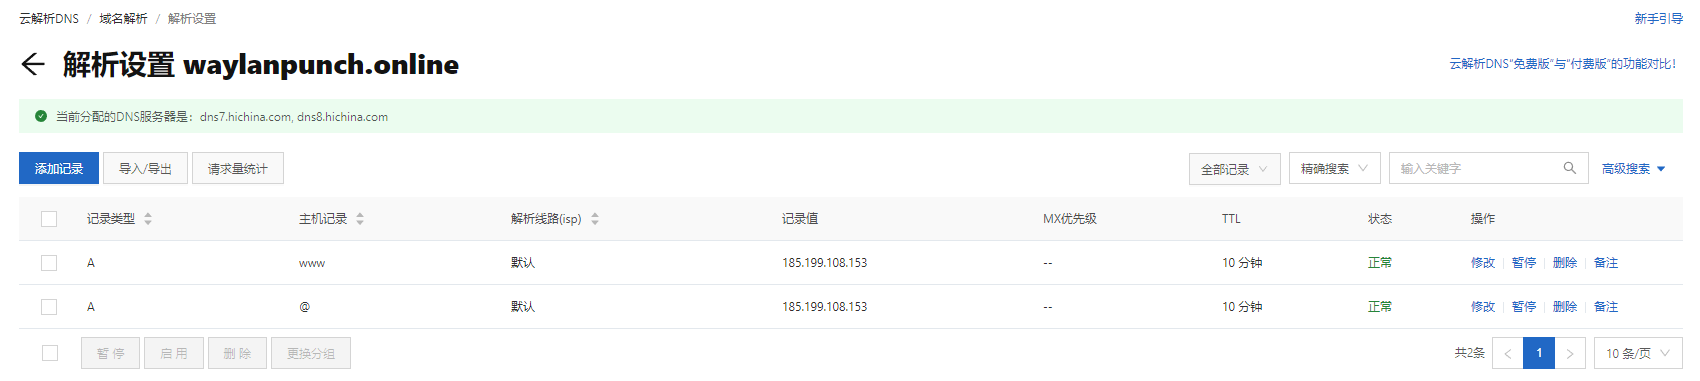 云解析DNS / 域名解析 / 解析设置 新手引导
解析设置 waylanpunch.online 云解析DNS“免费版”与“付费版”的功能对比!
当前分配的DNS服务器是：dns7.hichina.com, dns8.hichina.com
添加记录 导入/导出 请求量统计 全部记录 精确搜索 输入关键字 高级搜索
记录类型 主机记录 解析线路(isp) 记录值 MX优先级 TTL 状态 操作
A www 默认 185.199.108.153 -- 10 分钟 正常 修改 | 暂停 | 删除 | 备注
A @ 默认 185.199.108.153 -- 10 分钟 正常 修改 | 暂停 | 删除 | 备注
暂 停 启 用 删 除 更换分组 共2条 < 1 > 10 条/页